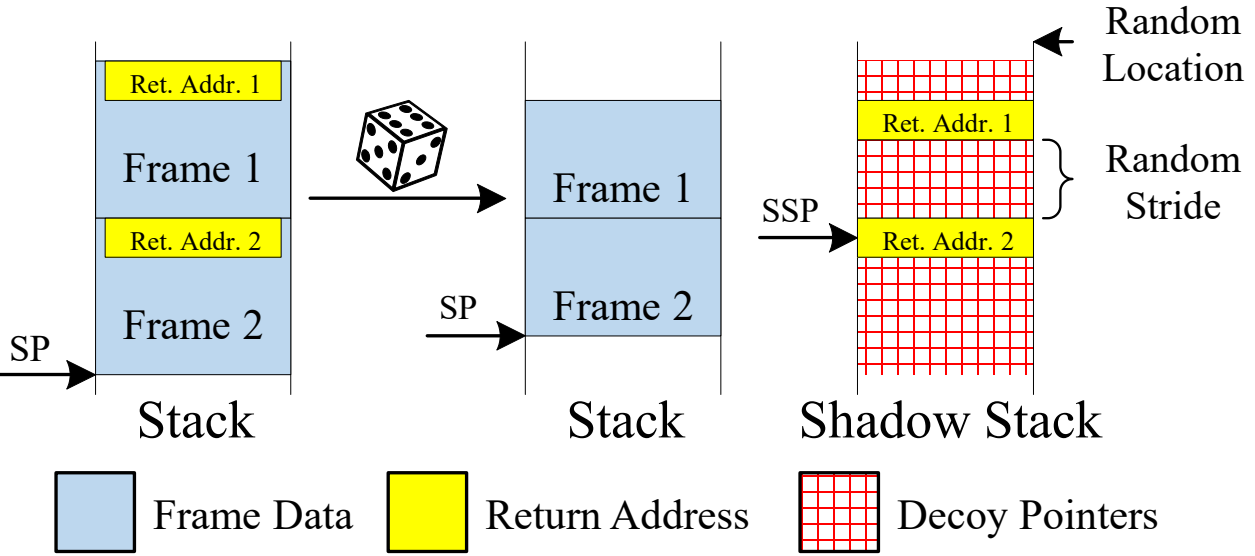 Ret. Addr. 1
Frame 1
Ret. Addr. 2
Frame 2
SP
Stack
Frame 1
Frame 2
SP
Stack
Random
Location
Ret. Addr. 1
Random
Stride
SSP
Ret. Addr. 2
Shadow Stack
Frame Data
Return Address
Decoy Pointers